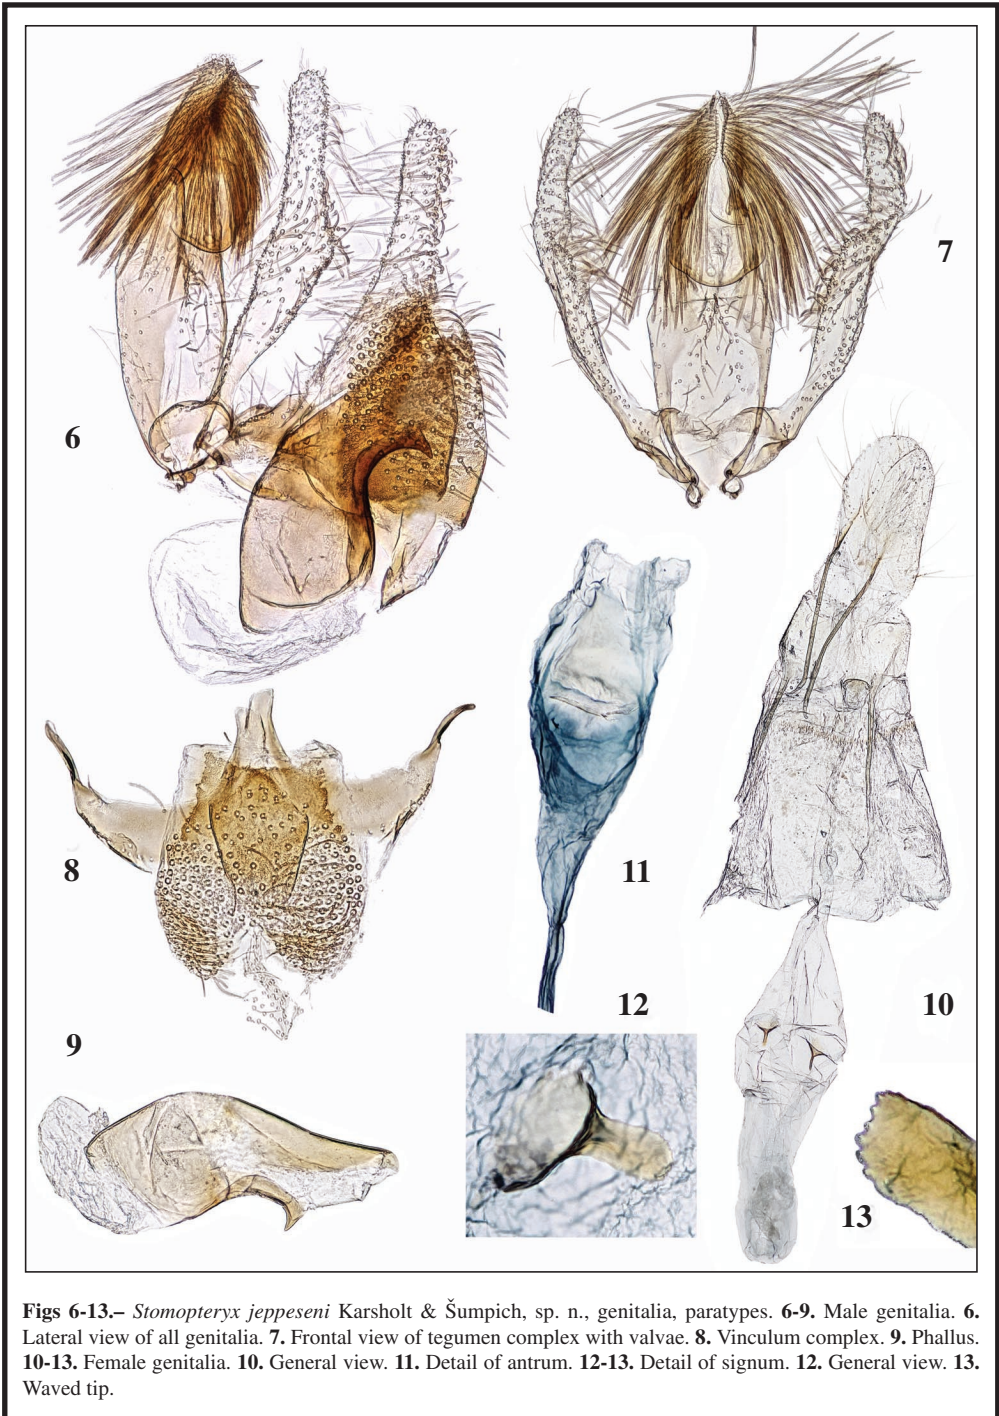 6
7
8
9
11
12
10
13
Figs 6-13.– Stomopteryx jeppeseni Karsholt & Šumpich, sp. n., genitalia, paratypes. 6-9. Male genitalia. 6.
Lateral view of all genitalia. 7. Frontal view of tegumen complex with valvae. 8. Vinculum complex. 9. Phallus.
10-13. Female genitalia. 10. General view. 11. Detail of antrum. 12-13. Detail of signum. 12. General view. 13.
Waved tip.